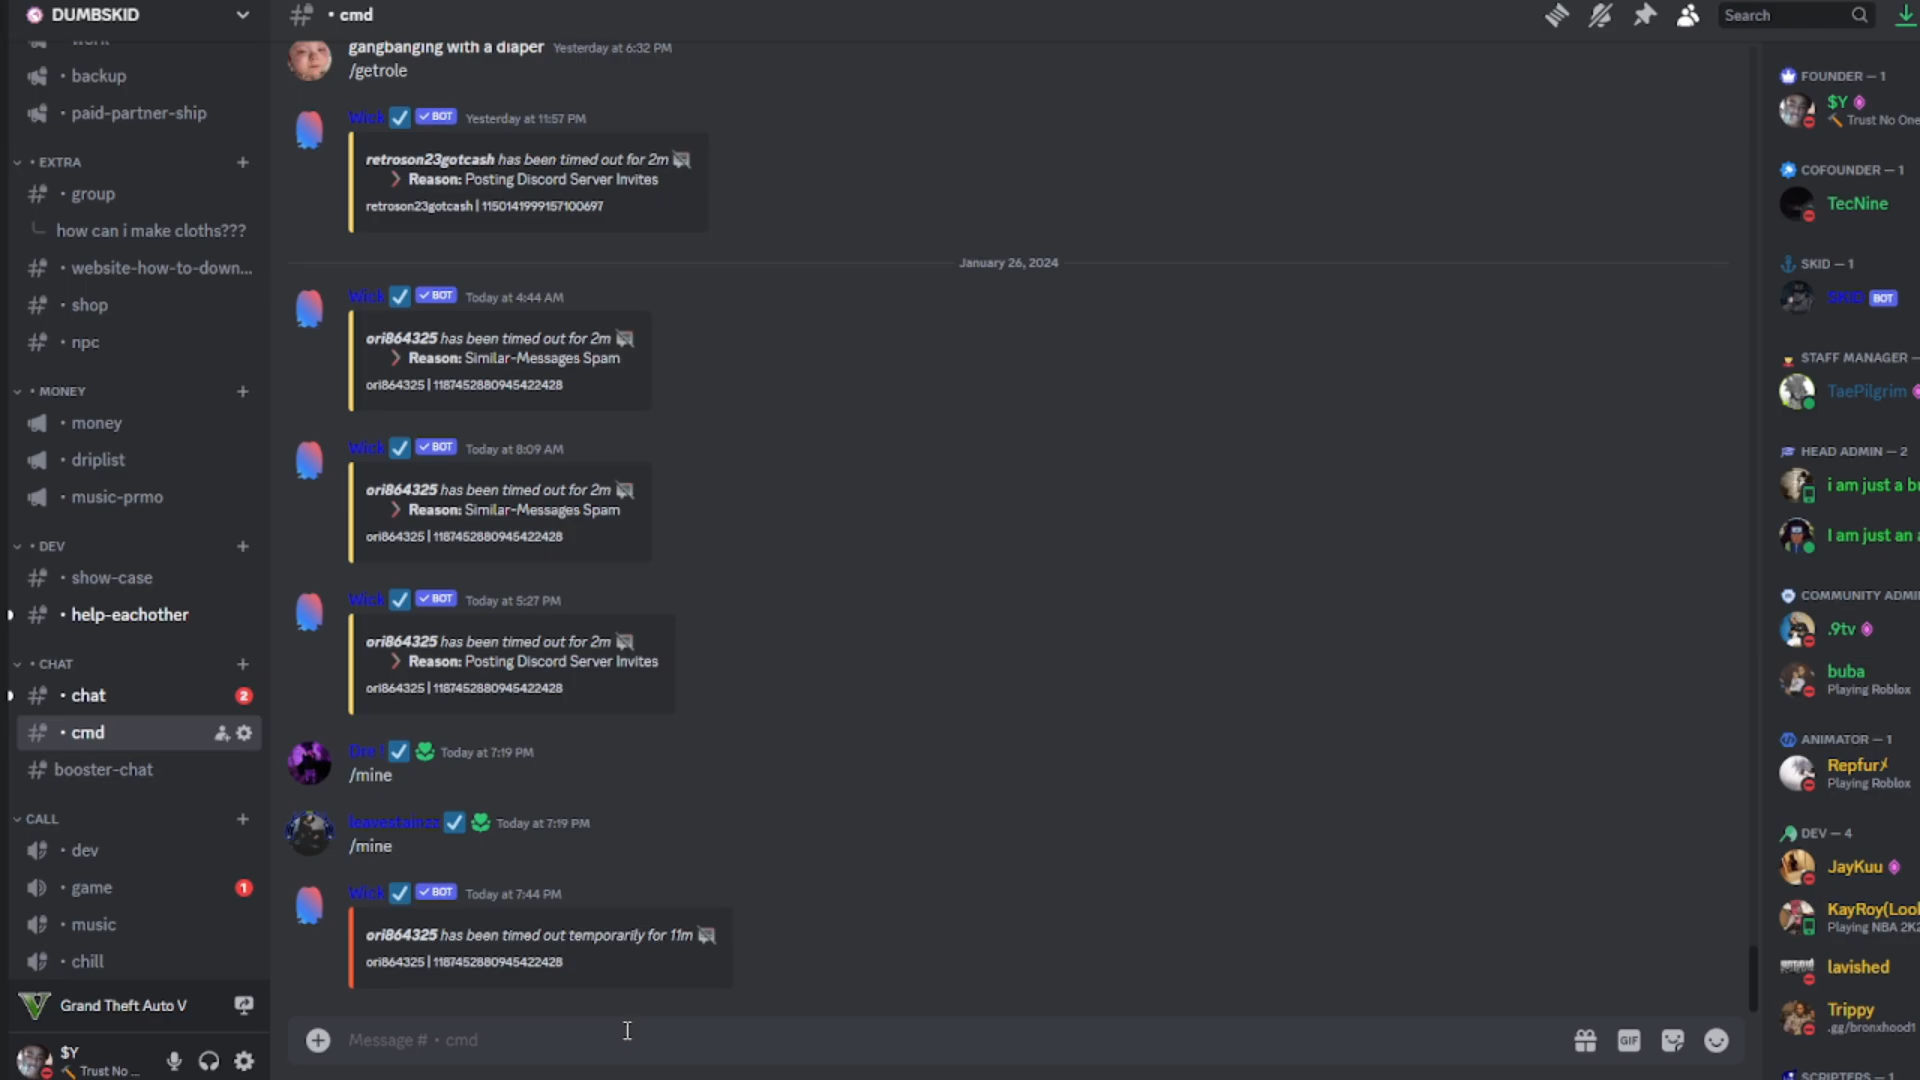 DUMBSKID
• backup
• paid-partner-ship
• EXTRA
• group
how can i make cloths???
• website-how-to-down...
• shop
• npc
• MONEY
• money
• driplist
• music-prmo
• DEV
• show-case
• help-eachother
• CHAT
• chat
2
• cmd
booster-chat
CALL
• dev
• game
1
• music
• chill
Grand Theft Auto V
$Y
Trust No ...
• cmd
Search
gangbanging with a diaper Yesterday at 6:32 PM
/getrole
Wick BOT Yesterday at 11:57 PM
retroson23gotcash has been timed out for 2m
Reason: Posting Discord Server Invites
retroson23gotcash | 1150141999157100697
January 26, 2024
Wick BOT Today at 4:44 AM
ori864325 has been timed out for 2m
Reason: Similar-Messages Spam
ori864325 | 1187452880945422428
Wick BOT Today at 8:09 AM
ori864325 has been timed out for 2m
Reason: Similar-Messages Spam
ori864325 | 1187452880945422428
Wick BOT Today at 5:27 PM
ori864325 has been timed out for 2m
Reason: Posting Discord Server Invites
ori864325 | 1187452880945422428
Dre ! Today at 7:19 PM
/mine
leavestainzz Today at 7:19 PM
/mine
Wick BOT Today at 7:44 PM
ori864325 has been timed out temporarily for 11m
ori864325 | 1187452880945422428
Message # • cmd
GIF
FOUNDER — 1
$Y
Trust No One
COFOUNDER — 1
TecNine
SKID — 1
SKID BOT
STAFF MANAGER —
TaePilgrim
HEAD ADMIN — 2
i am just a b
I am just an
COMMUNITY ADMI
.9tv
buba
Playing Roblox
ANIMATOR — 1
Repfur
Playing Roblox
DEV — 4
JayKuu
KayRoy(Lool
Playing NBA 2K2
lavished
Trippy
.gg/bronxhood1
SCRIPTERS — 1